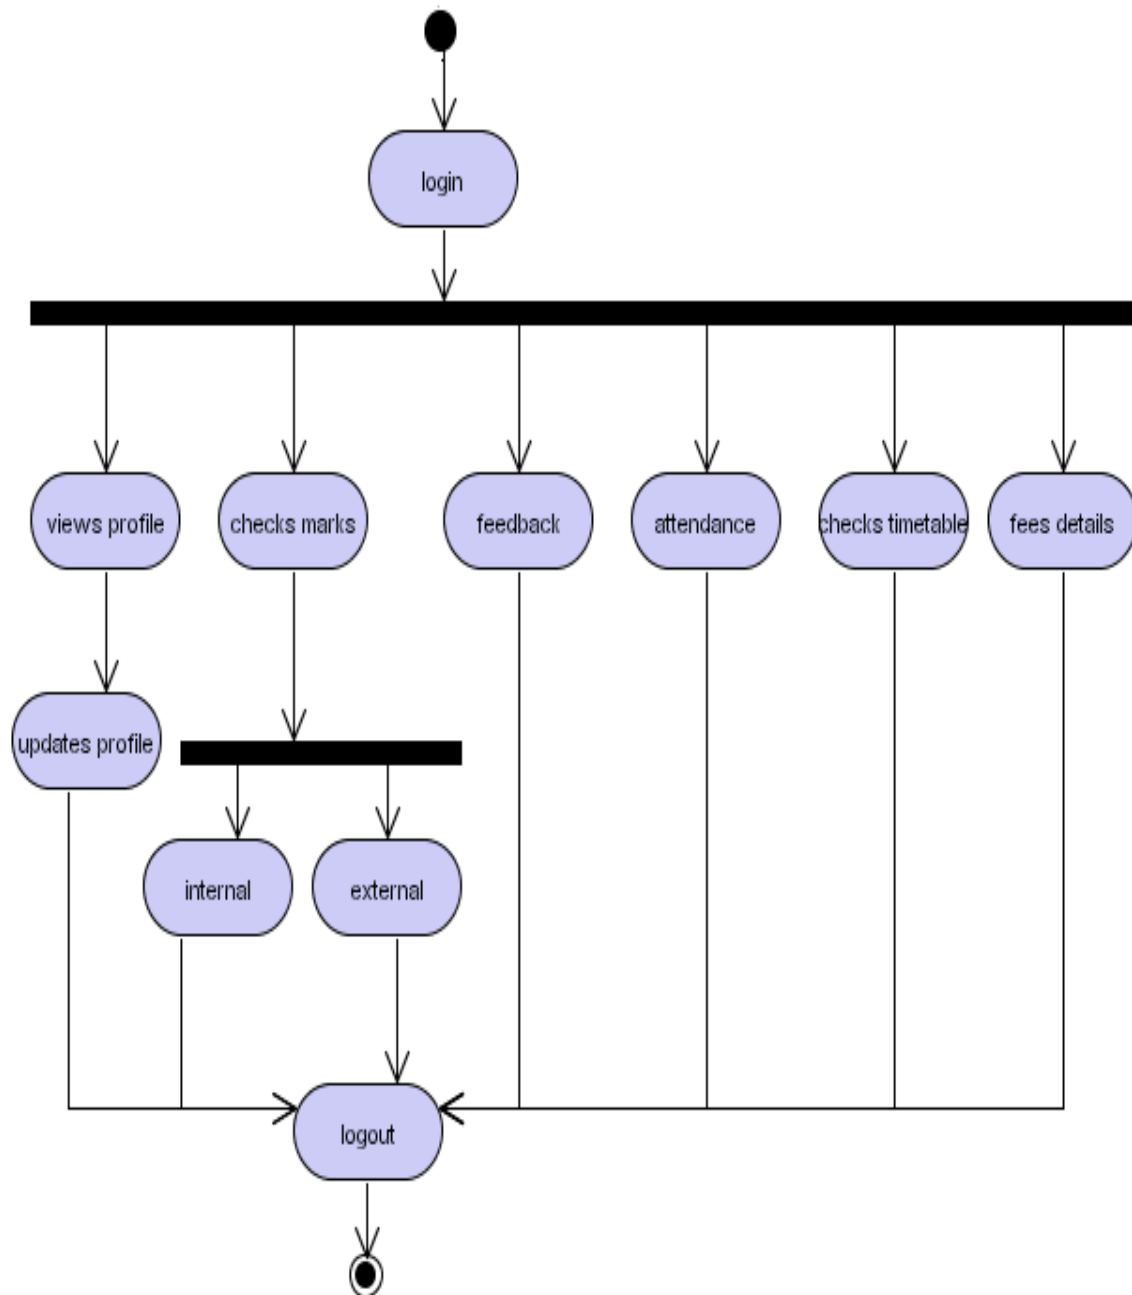 login
views profile
checks marks
feedback
attendance
checks timetable
fees details
updates profile
internal
external
logout